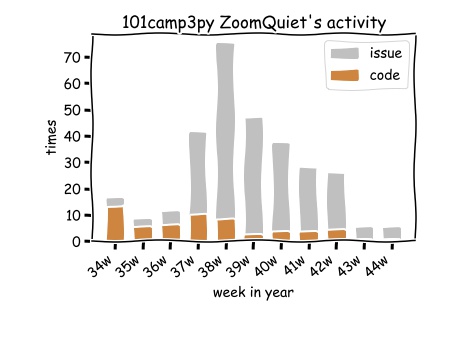 101camp3py ZoomQuiet's activity
issue
code
times
70
60
50
40
30
20
10
0
34w 35w 36w 37w 38w 39w 40w 41w 42w 43w 44w
week in year